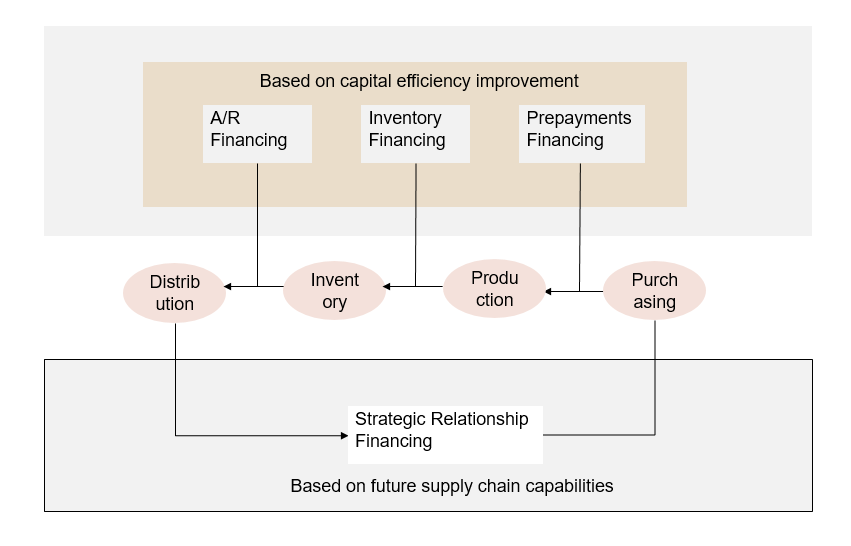 Based on capital efficiency improvement
A/R
Financing
Inventory
Financing
Prepayments
Financing
Distrib
ution
Invent
ory
Produ
ction
Purch
asing
Strategic Relationship
Financing
Based on future supply chain capabilities